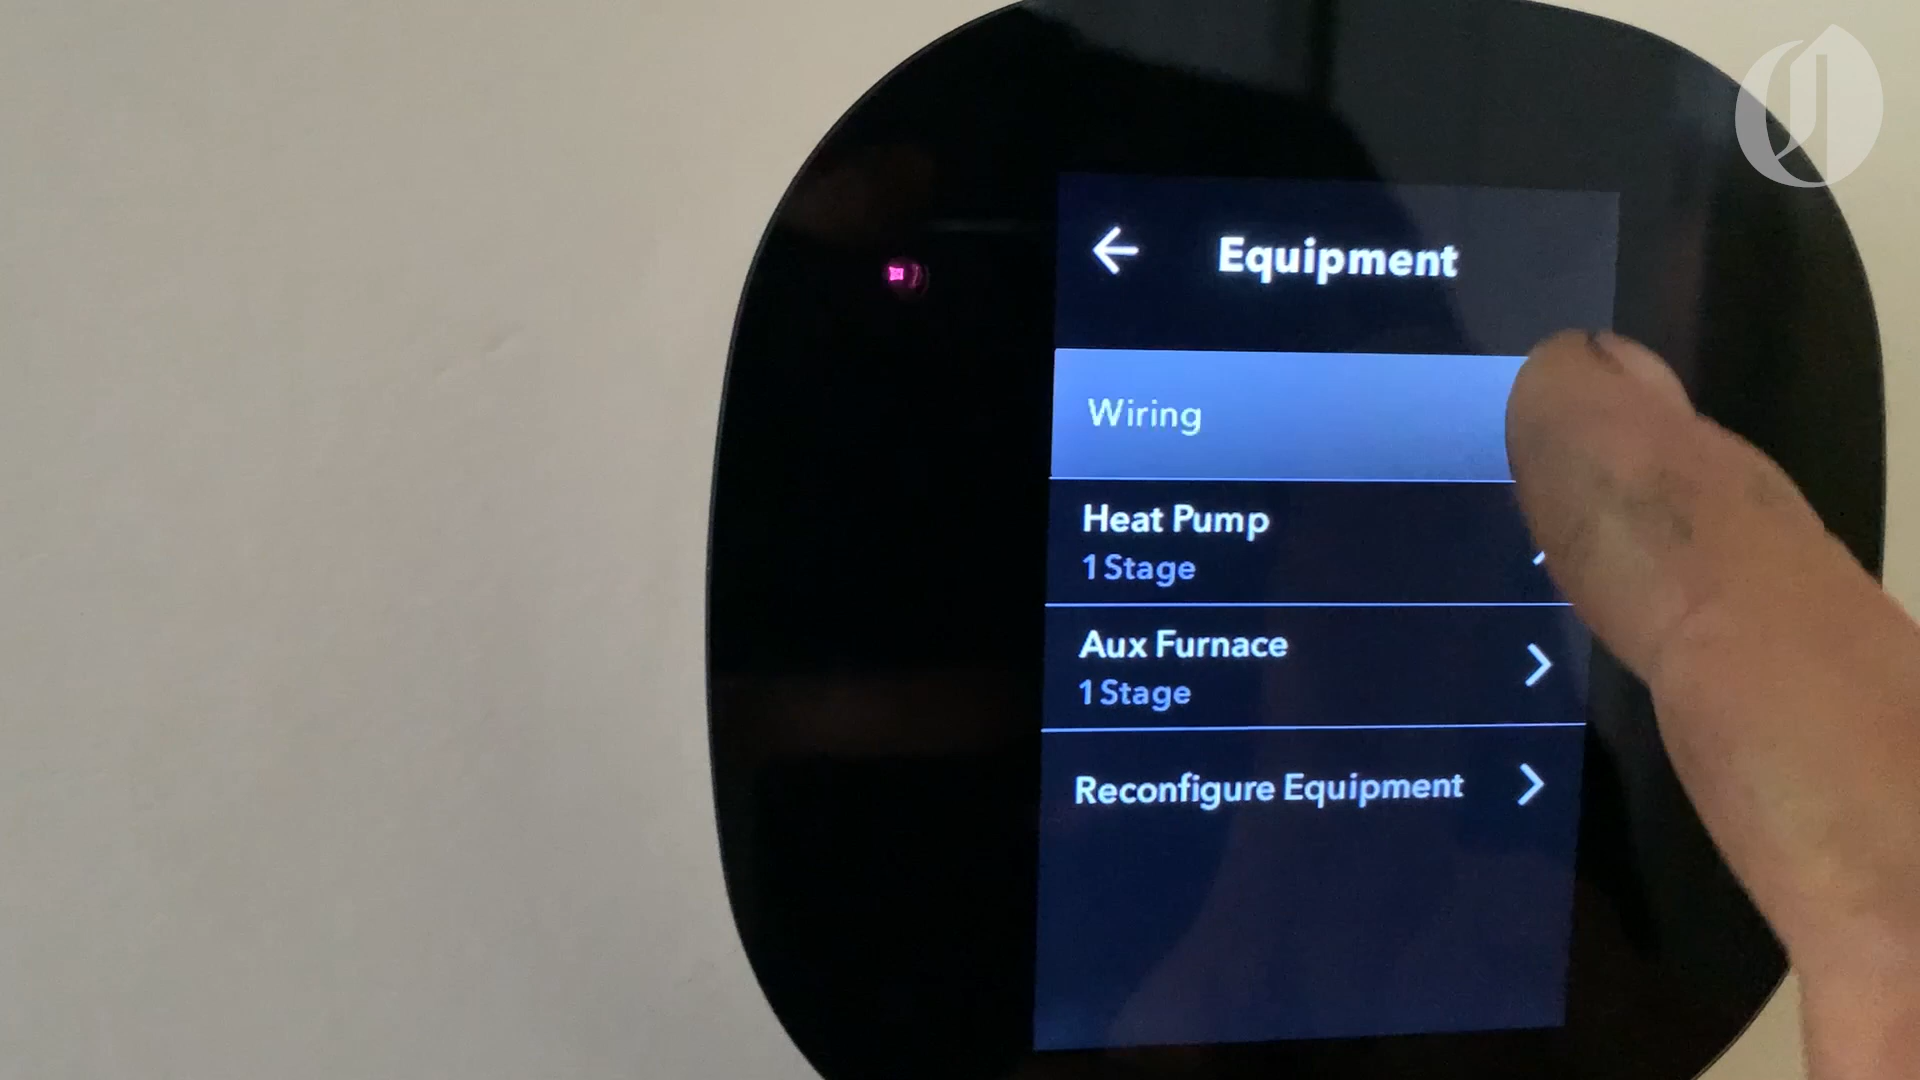 Equipment
Wiring
Heat Pump
1 Stage
Aux Furnace
1 Stage
Reconfigure Equipment